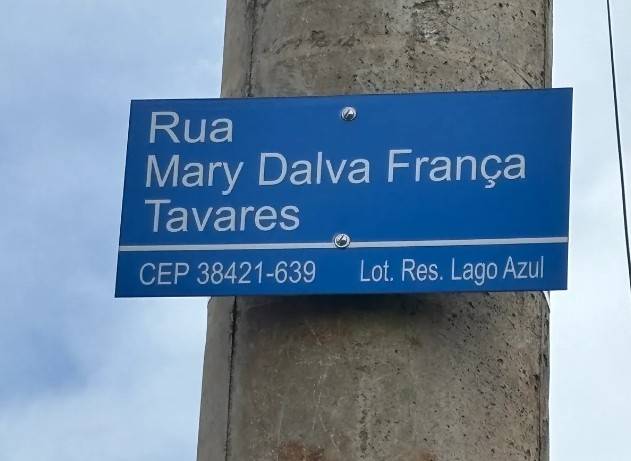 Rua
Mary Dalva França
Tavares
CEP 38421-639 Lot. Res. Lago Azul